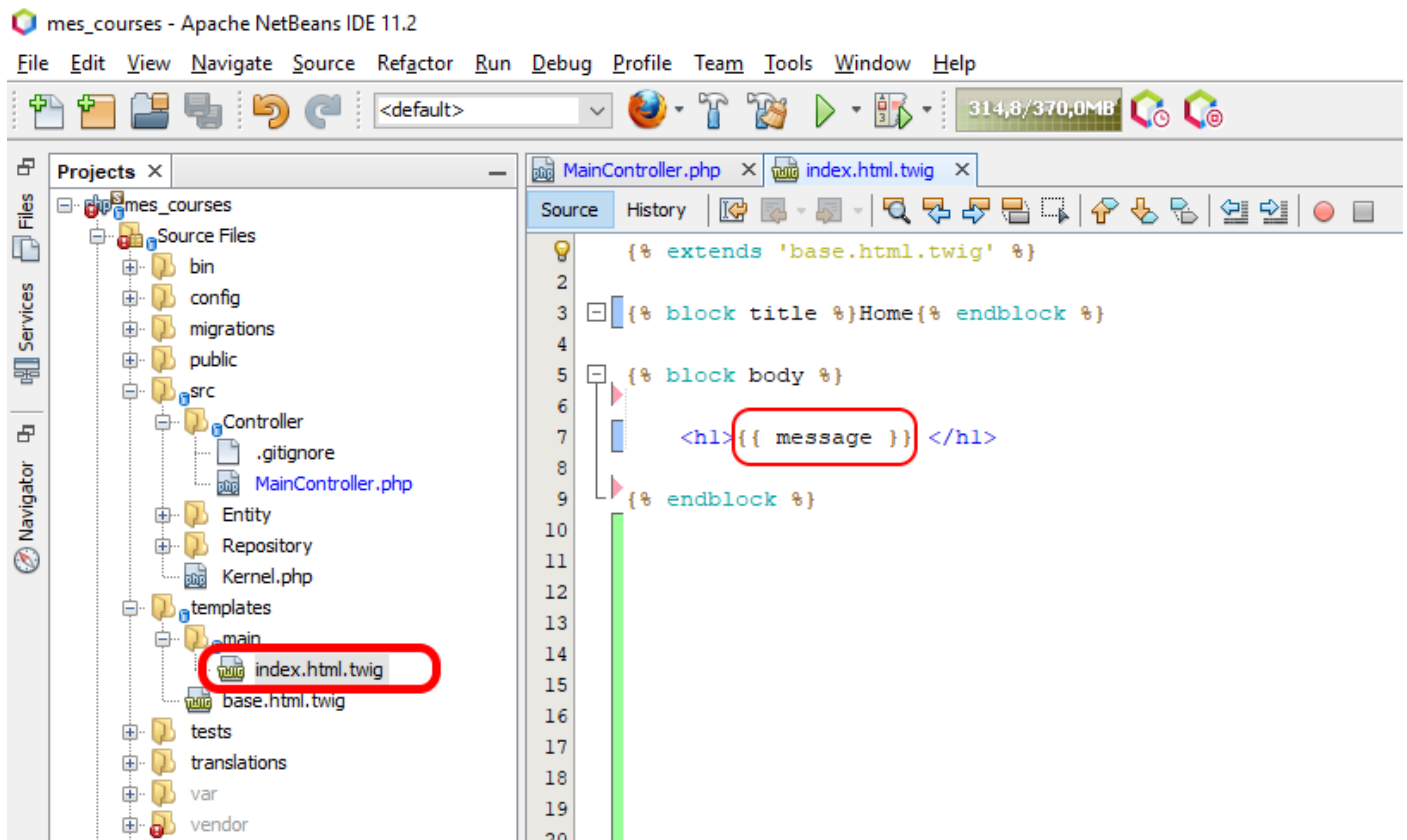 mes_courses - Apache NetBeans IDE 11.2
File Edit View Navigate Source Refactor Run Debug Profile Team Tools Window Help
<default> 314,8/370,0MB
Projects
MainController.php index.html.twig
Files
Services
Navigator
mes_courses
Source Files
bin
config
migrations
public
src
Controller
.gitignore
MainController.php
Entity
Repository
Kernel.php
templates
main
index.html.twig
base.html.twig
tests
translations
var
vendor
Source History
{% extends 'base.html.twig' %}
2
3 {% block title %}Home{% endblock %}
4
5 {% block body %}
6
7 <h1>{{ message }} </h1>
8
9 {% endblock %}
10
11
12
13
14
15
16
17
18
19
20